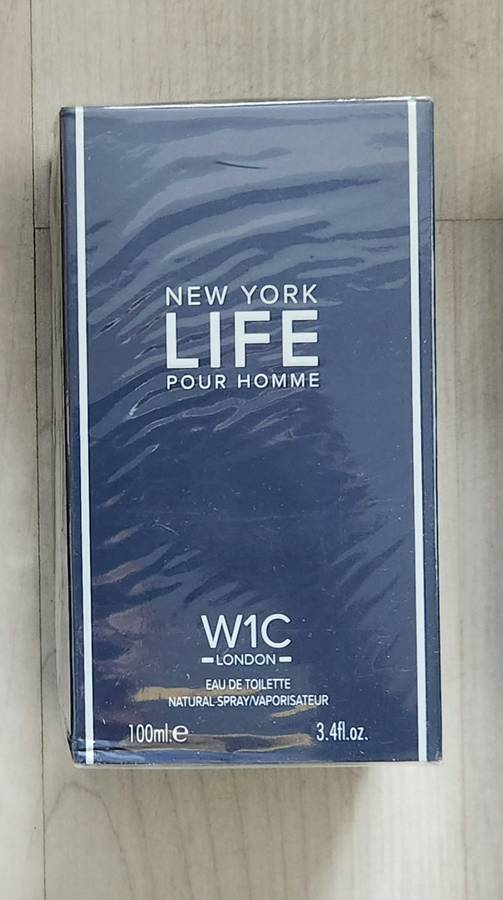 NEW YORK
LIFE
POUR HOMME
W1C
LONDON
EAU DE TOILETTE
NATURAL SPRAY/VAPORISATEUR
100ml.℮ 3.4fl.oz.